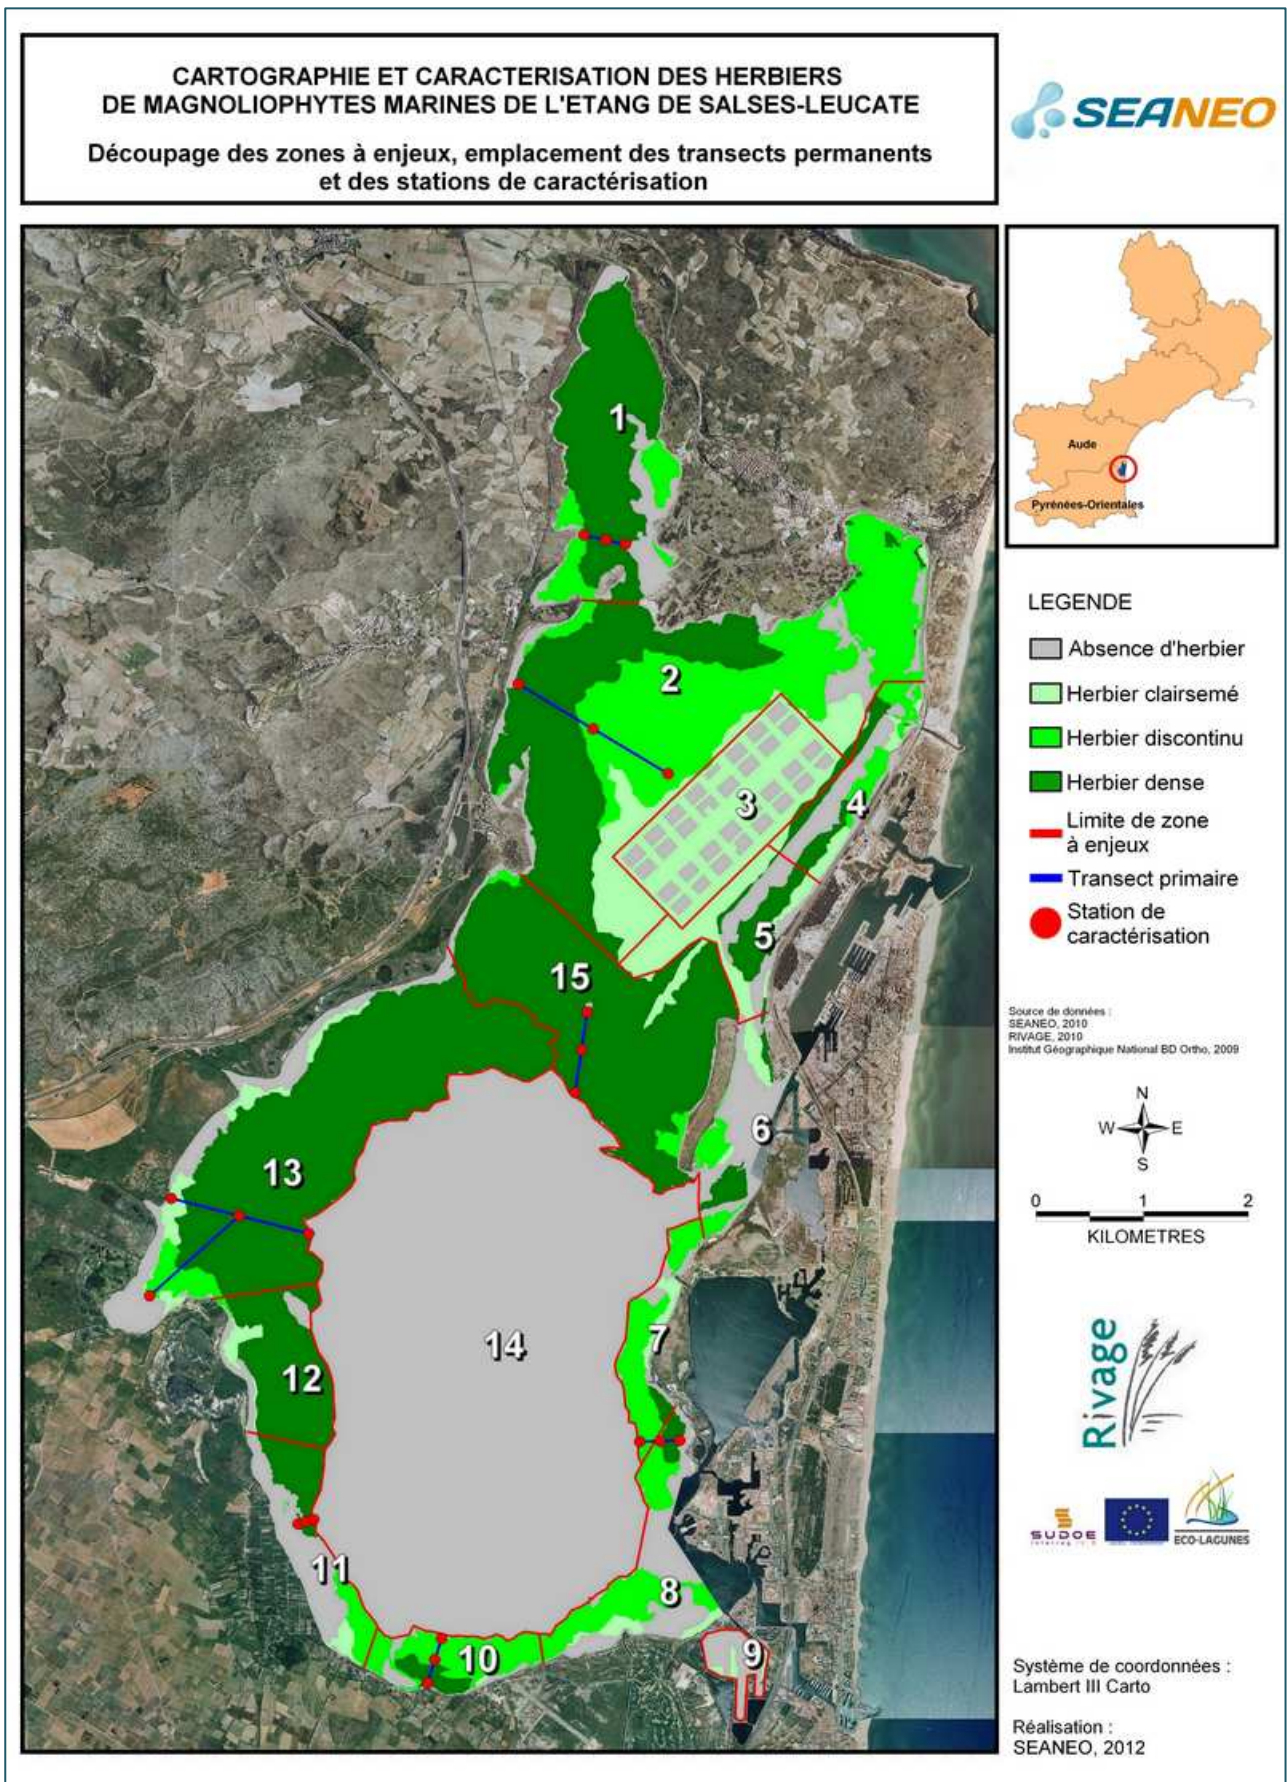 CARTOGRAPHIE ET CARACTERISATION DES HERBIERS
DE MAGNOLIOPHYTES MARINES DE L'ETANG DE SALSES-LEUCATE
Découpage des zones à enjeux, emplacement des transects permanents
et des stations de caractérisation
SEANEO
Aude
Pyrénées-Orientales
1
2
3
4
5
15
6
13
14
7
12
11
8
10
9
LEGENDE
Absence d'herbier
Herbier clairsemé
Herbier discontinu
Herbier dense
Limite de zone
à enjeux
Transect primaire
Station de
caractérisation
Source de données :
SEANEO, 2010
RIVAGE, 2010
Institut Géographique National BD Ortho, 2009
N
W E
S
0 1 2
KILOMETRES
Rivage
SUDOE
ECO-LAGUNES
Système de coordonnées :
Lambert III Carto
Réalisation :
SEANEO, 2012